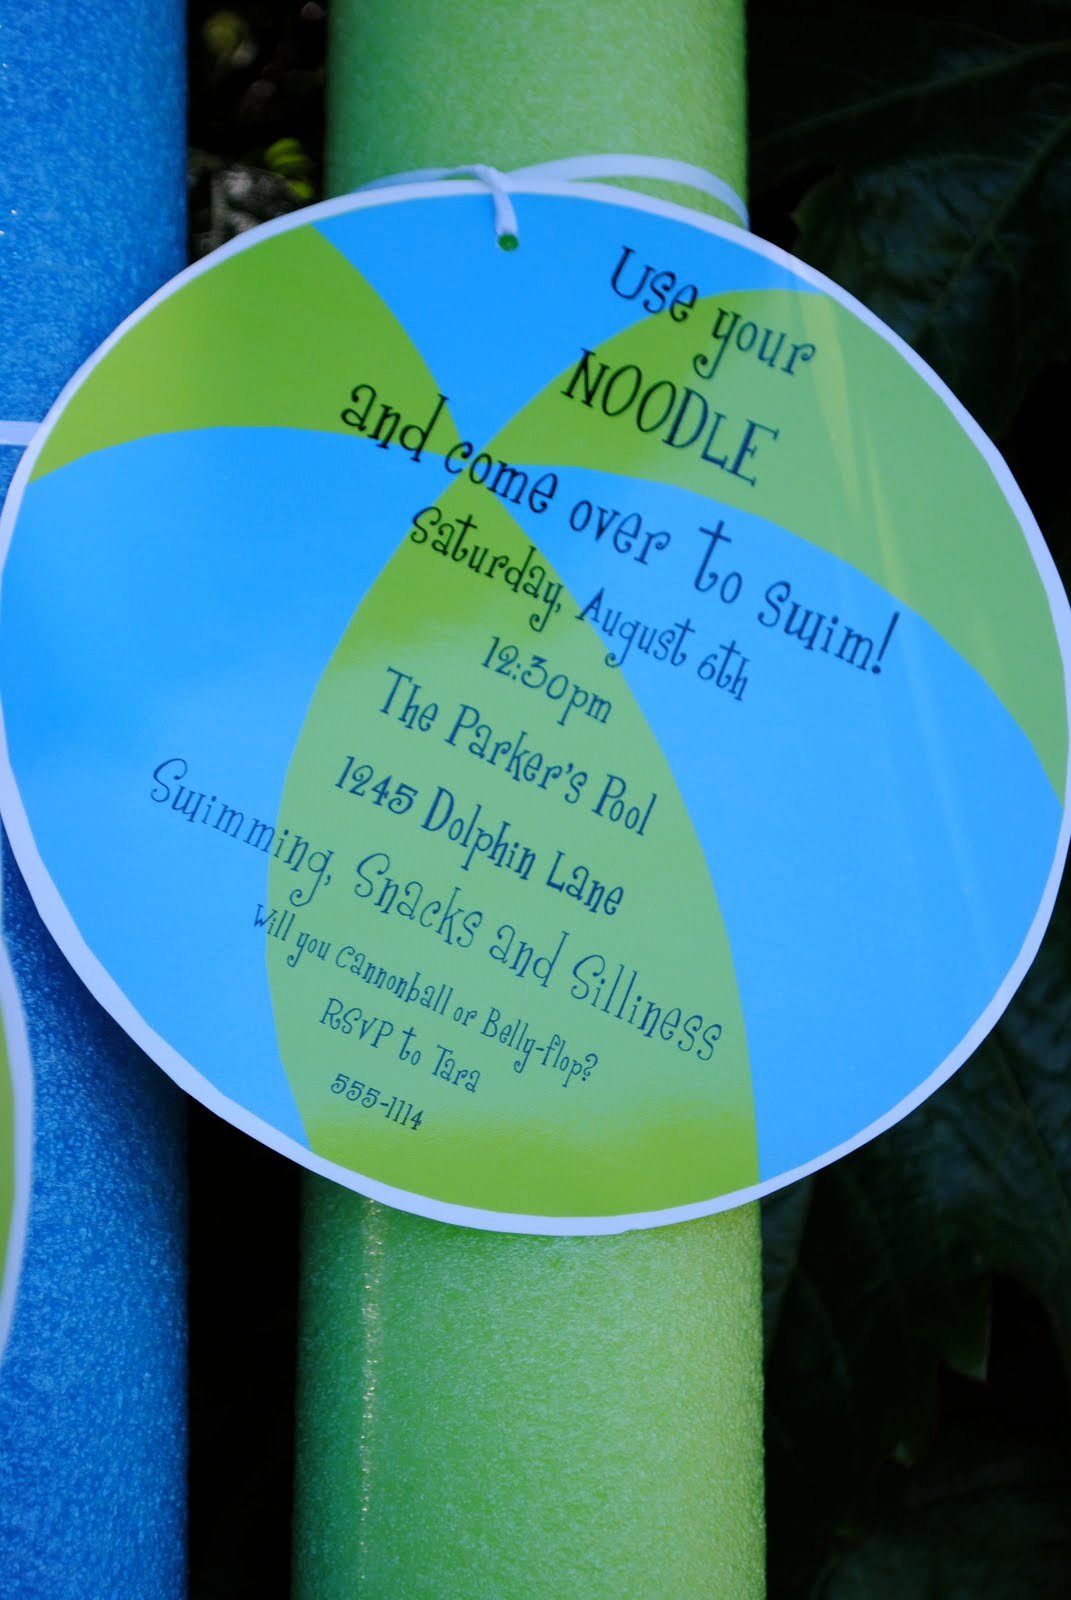 Use your
NOODLE
and come over to swim!
Saturday, August 6th
12:30pm
The Parker's Pool
1245 Dolphin Lane
Swimming, Snacks and Silliness
Will you Cannonball or Belly-flop?
RSVP to Tara
555-1114